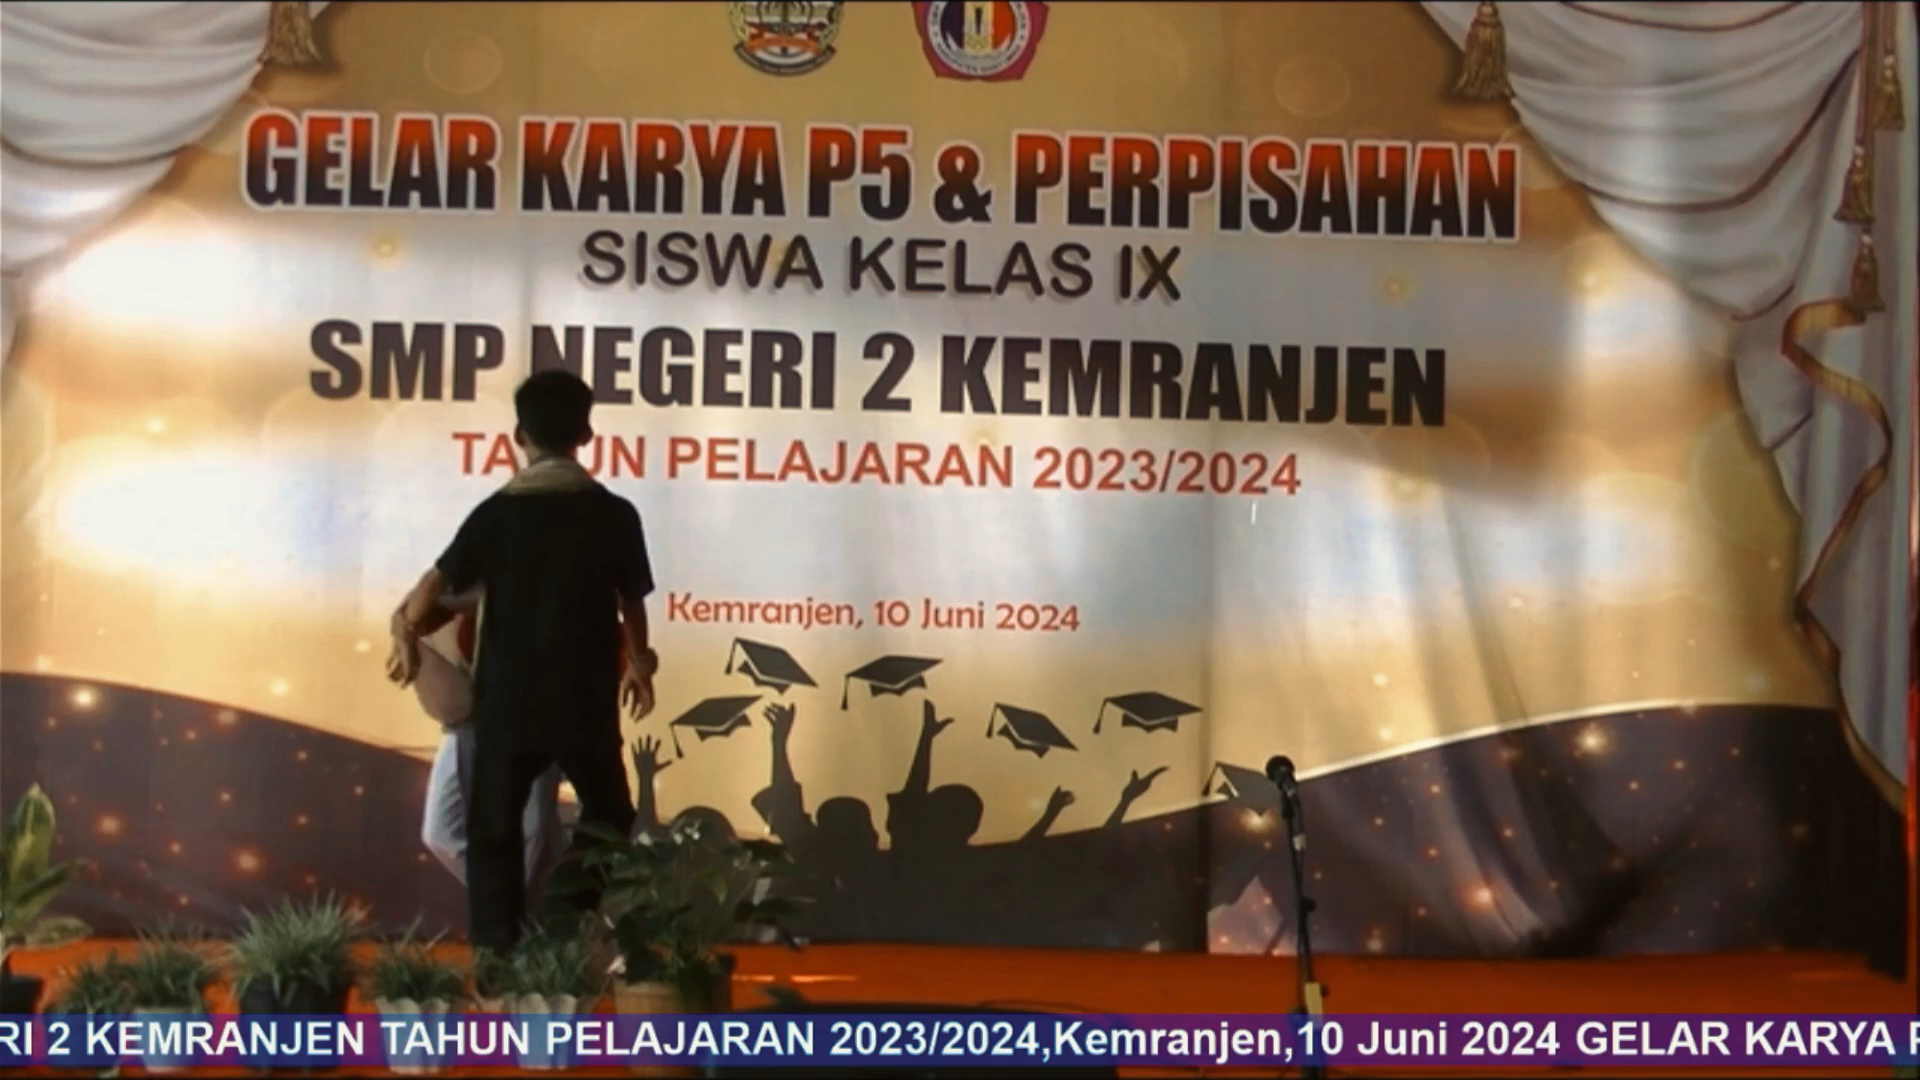 GELAR KARYA P5 & PERPISAHAN
SISWA KELAS IX
SMP NEGERI 2 KEMRANJEN
TAHUN PELAJARAN 2023/2024
Kemranjen, 10 Juni 2024
RI 2 KEMRANJEN TAHUN PELAJARAN 2023/2024,Kemranjen,10 Juni 2024 GELAR KARYA P